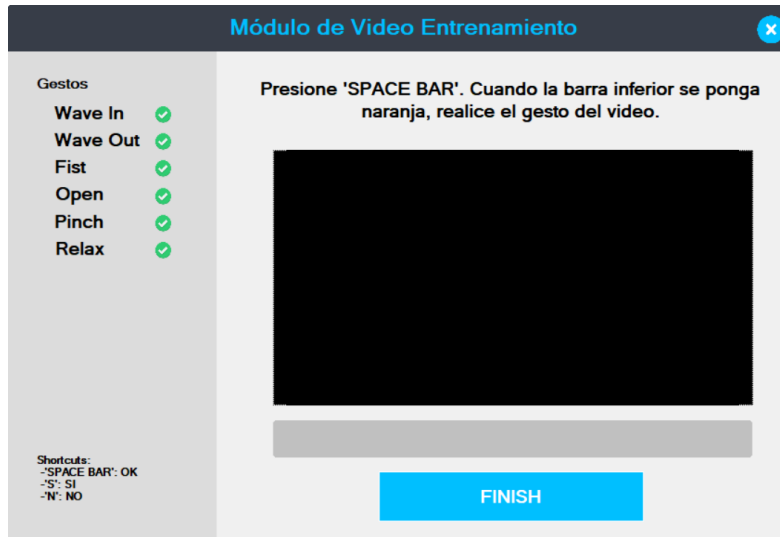 Módulo de Video Entrenamiento
Gestos
Wave In
Wave Out
Fist
Open
Pinch
Relax
Shortcuts:
-'SPACE BAR': OK
-'S': SI
-'N': NO
Presione 'SPACE BAR'. Cuando la barra inferior se ponga
naranja, realice el gesto del video.
FINISH